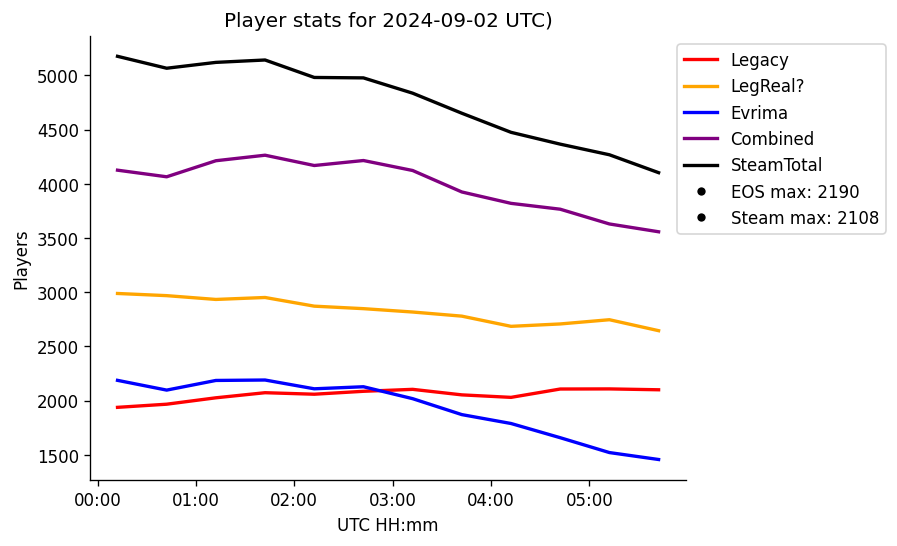 Player stats for 2024-09-02 UTC)
Players
5000
4500
4000
3500
3000
2500
2000
1500
00:00 01:00 02:00 03:00 04:00 05:00
UTC HH:mm
Legacy
LegReal?
Evrima
Combined
SteamTotal
EOS max: 2190
Steam max: 2108